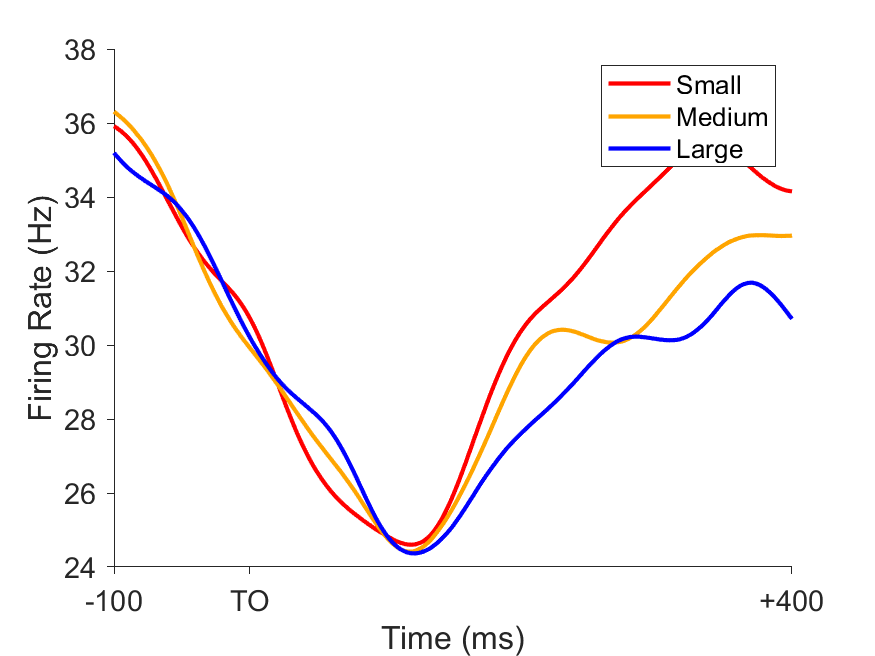 38
36
34
32
30
28
26
24
Firing Rate (Hz)
Small
Medium
Large
-100 TO +400
Time (ms)